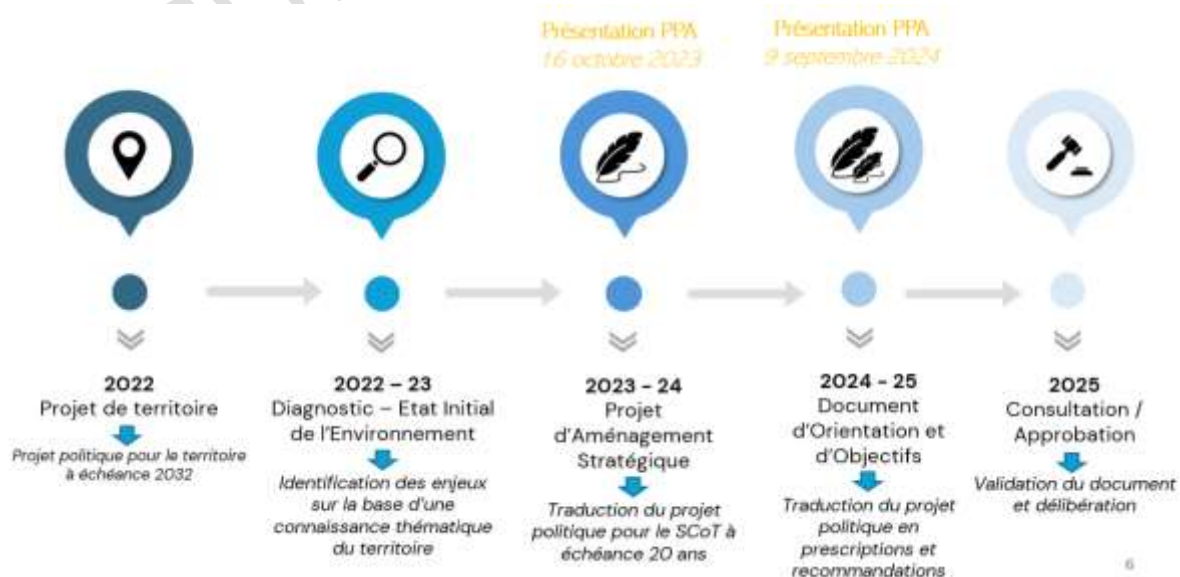 Présentation PPA
16 octobre 2023
Présentation PPA
9 septembre 2024
2022
Projet de territoire
Projet politique pour le territoire
à échéance 2032
2022 – 23
Diagnostic – Etat Initial
de l'Environnement
Identification des enjeux
sur la base d'une
connaissance thématique
du territoire
2023 - 24
Projet
d'Aménagement
Stratégique
Traduction du projet
politique pour le SCoT à
échéance 20 ans
2024 - 25
Document
d'Orientation et
d'Objectifs
Traduction du projet
politique en
prescriptions et
recommandations
2025
Consultation /
Approbation
Validation du document
et délibération
6